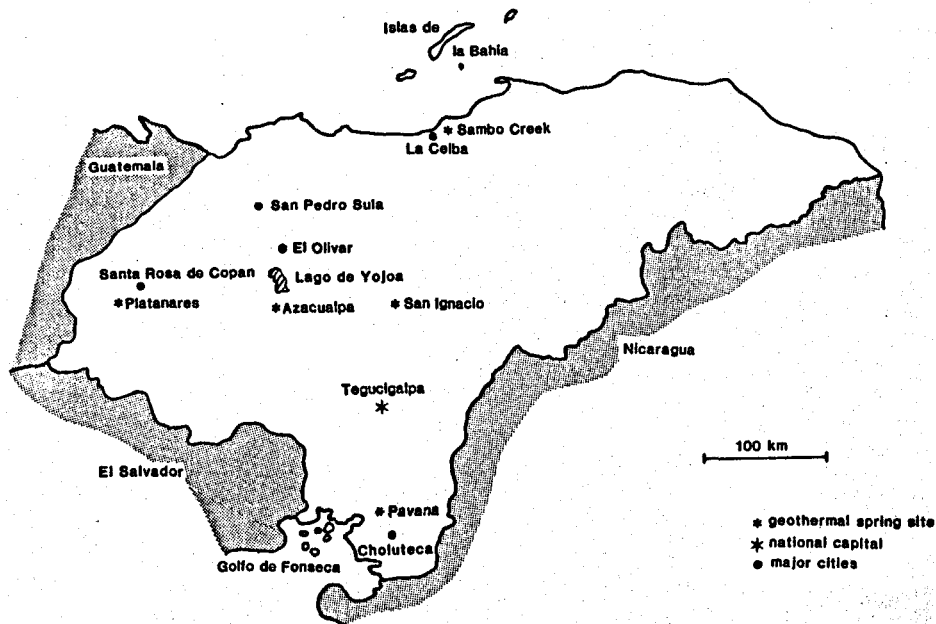 Islas de
la Bahia
* Sambo Creek
La Ceiba
Guatemala
San Pedro Sula
El Olivar
Santa Rosa de Copan
Lago de Yojoa
* Platanares
* Azacualpa
* San Ignacio
Nicaragua
Tegucigalpa
100 km
El Salvador
* Pavana
Choluteca
Golfo de Fonseca
* geothermal spring site
national capital
● major cities